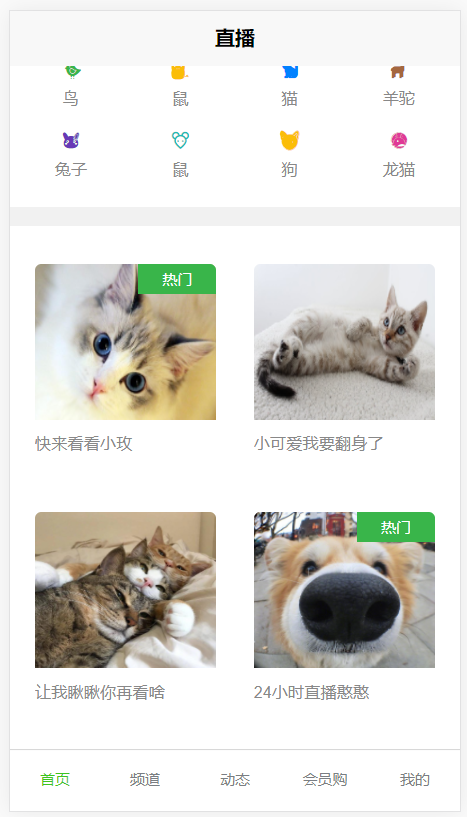 直播
鸟 鼠 猫 羊驼
兔子 鼠 狗 龙猫
热门
快来看看小玫 小可爱我要翻身了
热门
让我瞅瞅你再看啥 24小时直播憨憨
首页 频道 动态 会员购 我的